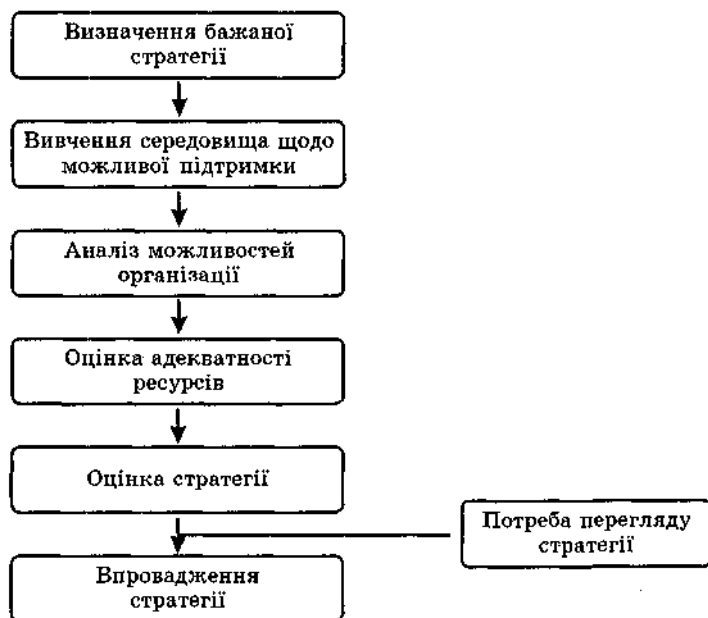 Визначення бажаної
стратегії
Вивчення середовища щодо
можливої підтримки
Аналіз можливостей
організації
Оцінка адекватності
ресурсів
Оцінка стратегії
Потреба перегляду
стратегії
Впровадження
стратегії